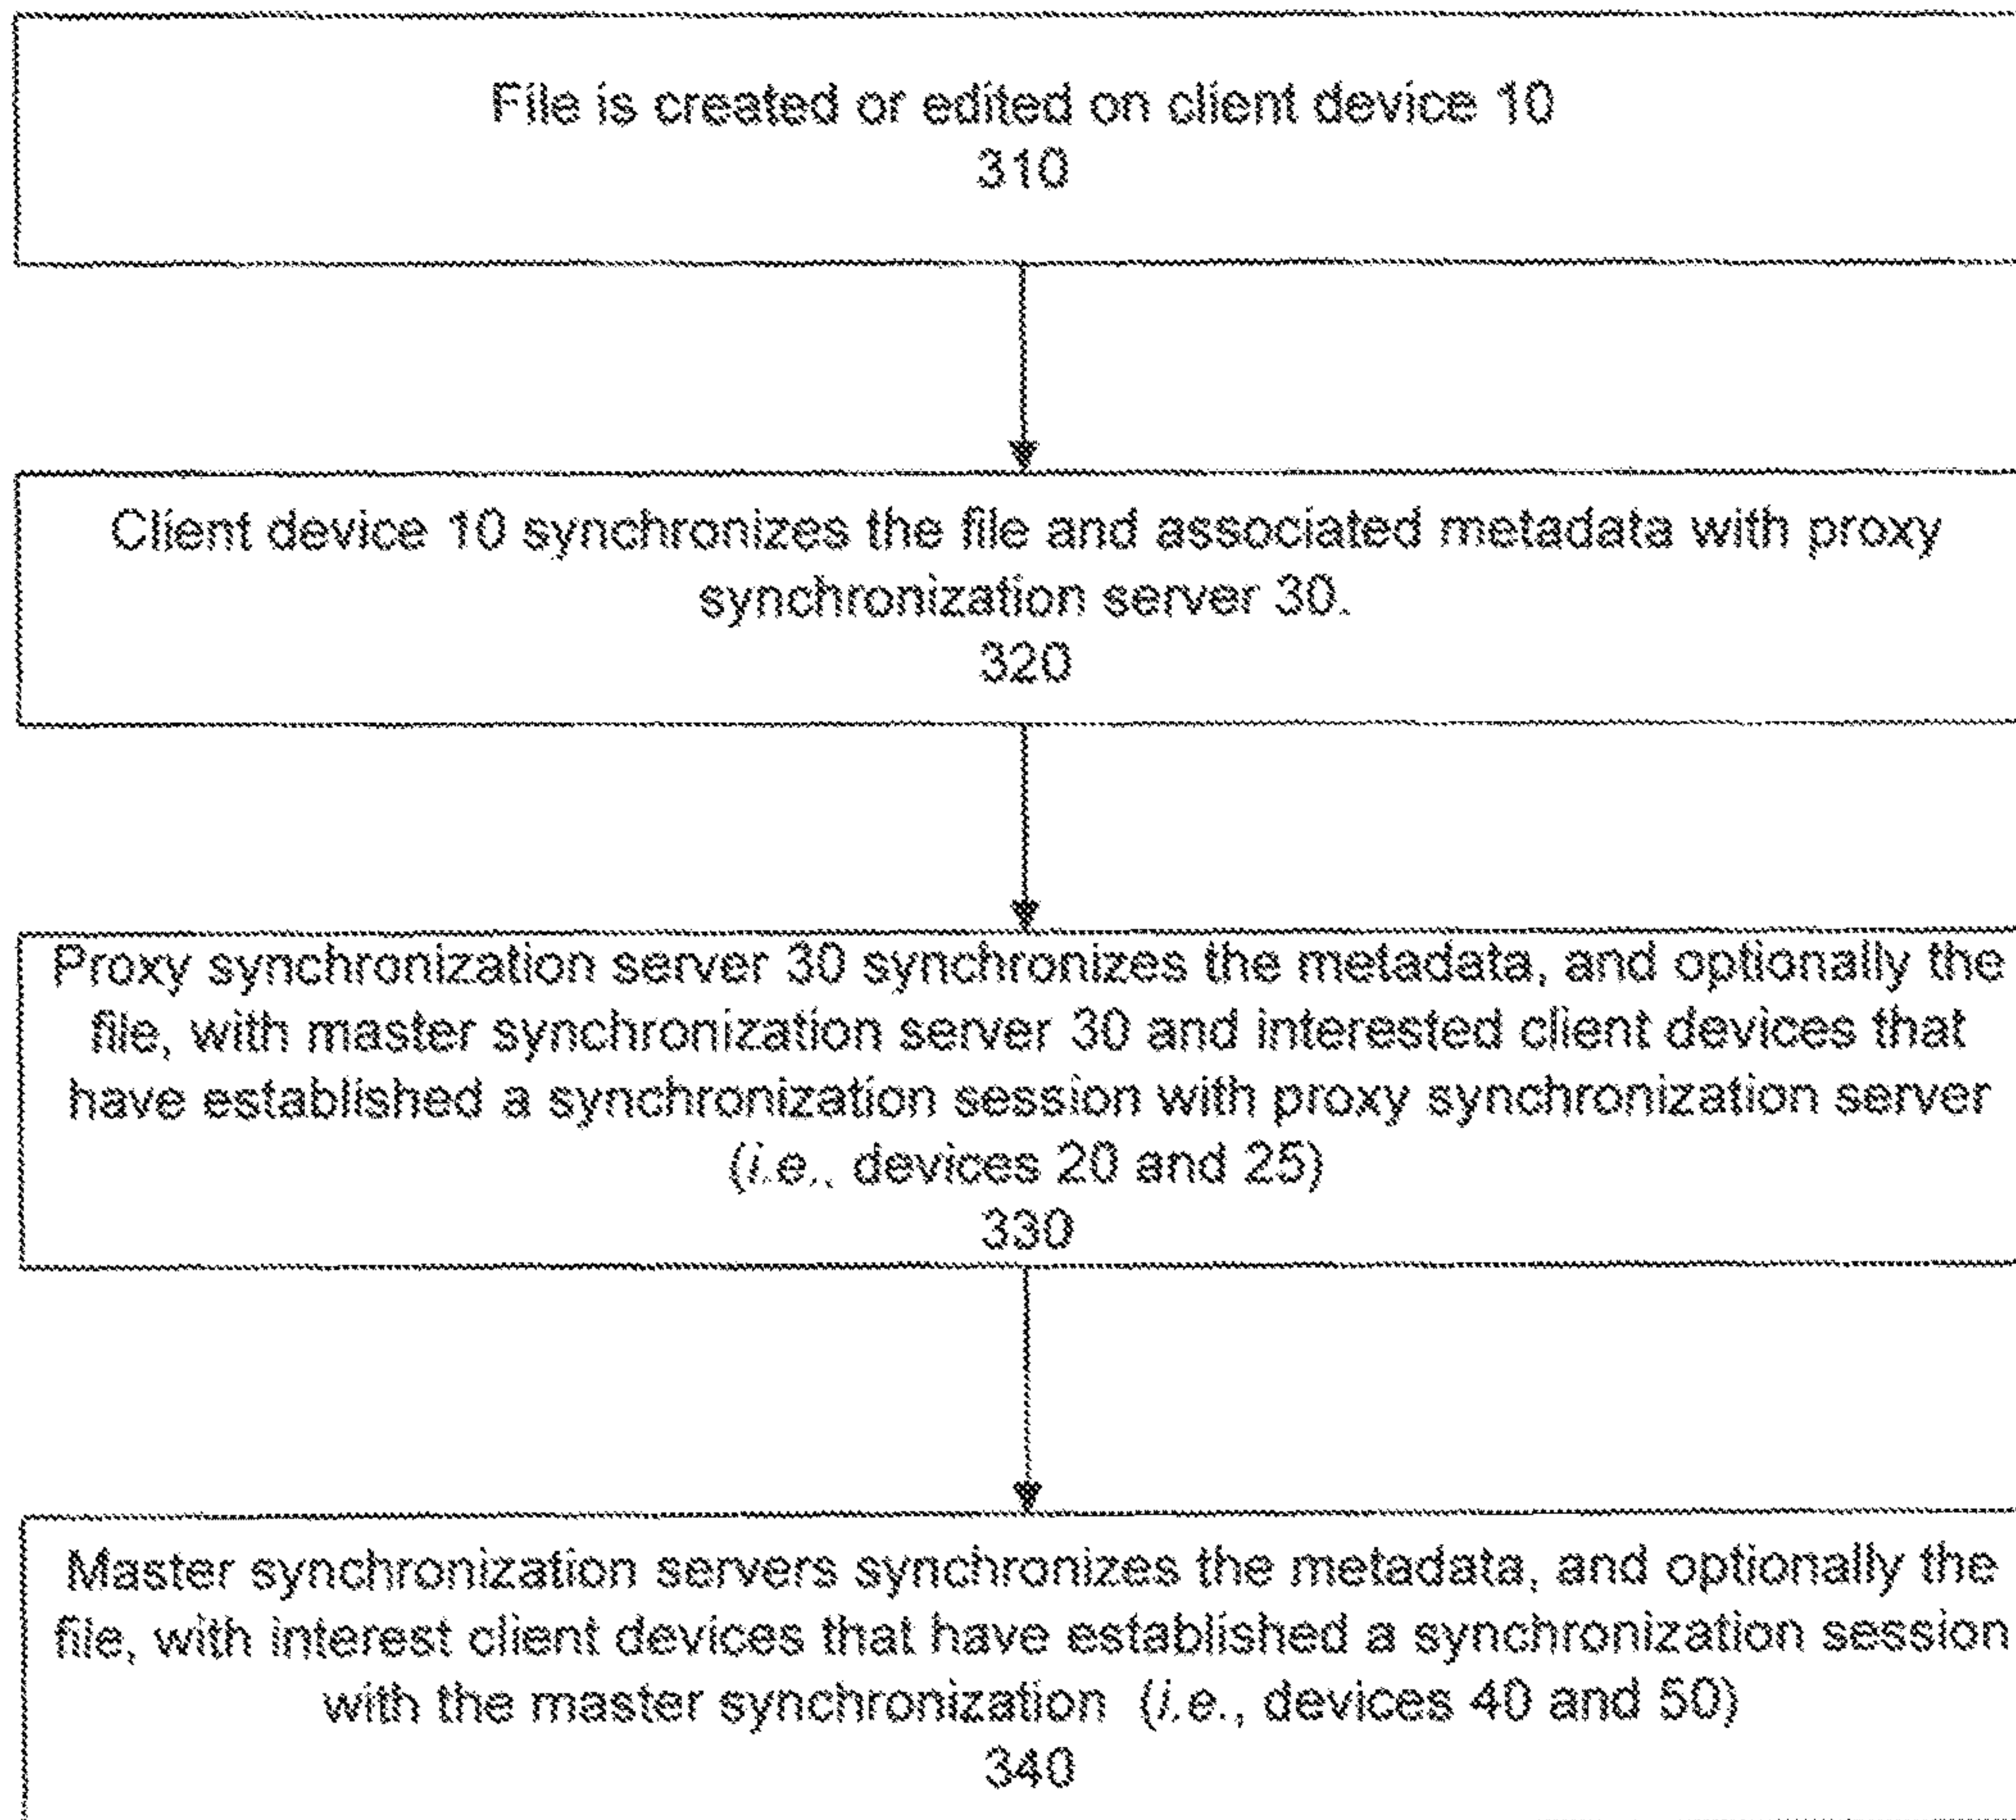 File is created or edited on client device 10
310
Client device 10 synchronizes the file and associated metadata with proxy
synchronization server 30.
320
Proxy synchronization server 30 synchronizes the metadata, and optionally the
file, with master synchronization server 30 and interested client devices that
have established a synchronization session with proxy synchronization server
(i.e., devices 20 and 25)
330
Master synchronization servers synchronizes the metadata, and optionally the
file, with interest client devices that have established a synchronization session
with the master synchronization (i.e., devices 40 and 50)
340